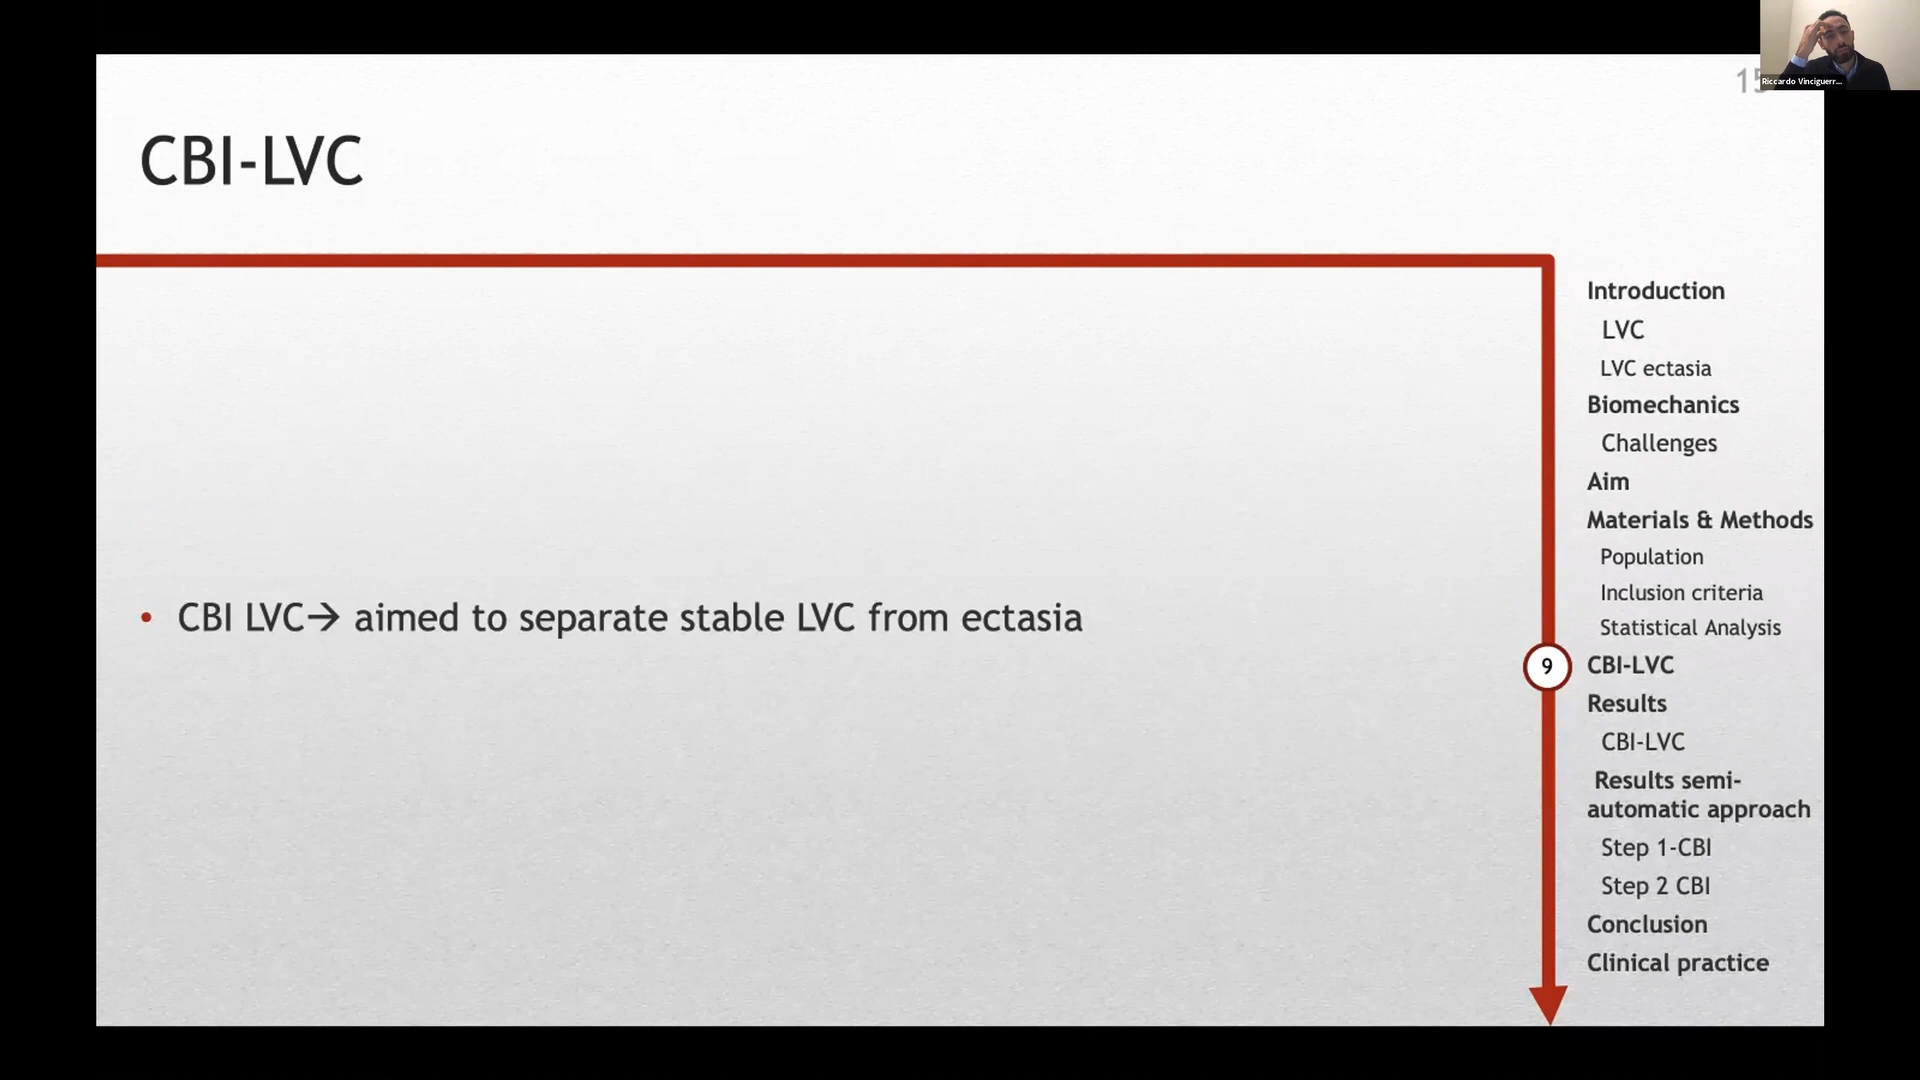 Riccardo Vinciguerr...
15
CBI-LVC
• CBI LVC→ aimed to separate stable LVC from ectasia
Introduction
LVC
LVC ectasia
Biomechanics
Challenges
Aim
Materials & Methods
Population
Inclusion criteria
Statistical Analysis
9
CBI-LVC
Results
CBI-LVC
Results semi-
automatic approach
Step 1-CBI
Step 2 CBI
Conclusion
Clinical practice